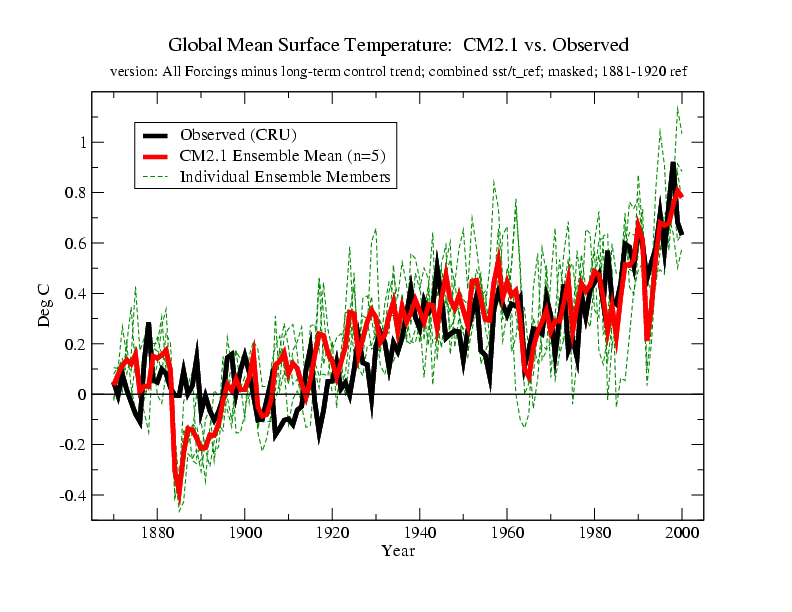 Global Mean Surface Temperature:  CM2.1 vs. Observed
version: All Forcings minus long-term control trend; combined sst/t_ref; masked; 1881-1920 ref
Observed (CRU)
CM2.1 Ensemble Mean (n=5)
Individual Ensemble Members
1
0.8
0.6
0.4
0.2
0
-0.2
-0.4
Deg C
1880 1900 1920 1940 1960 1980 2000
Year